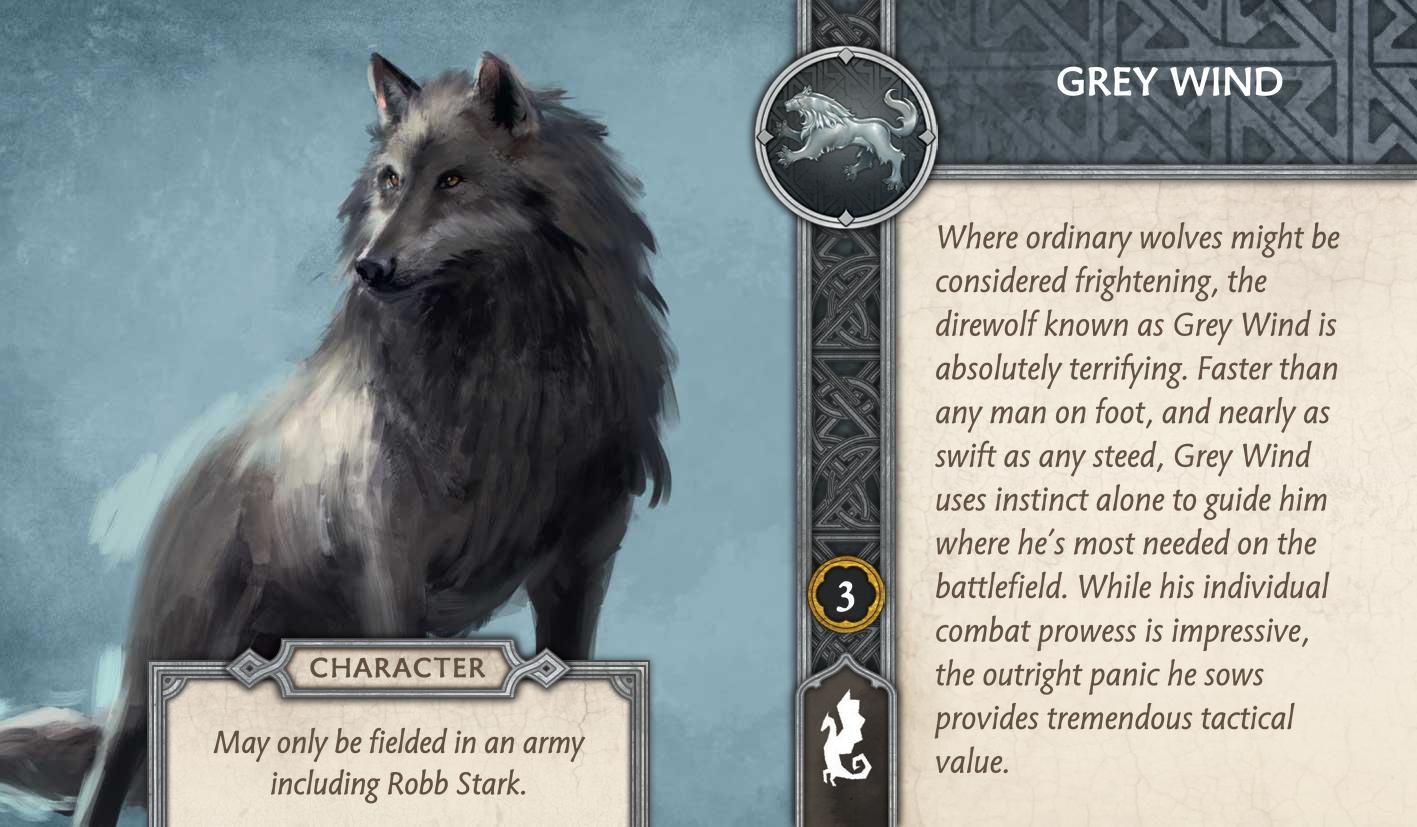 GREY WIND
Where ordinary wolves might be
considered frightening, the
direwolf known as Grey Wind is
absolutely terrifying. Faster than
any man on foot, and nearly as
swift as any steed, Grey Wind
uses instinct alone to guide him
where he's most needed on the
battlefield. While his individual
combat prowess is impressive,
the outright panic he sows
provides tremendous tactical
value.
3
CHARACTER
May only be fielded in an army
including Robb Stark.